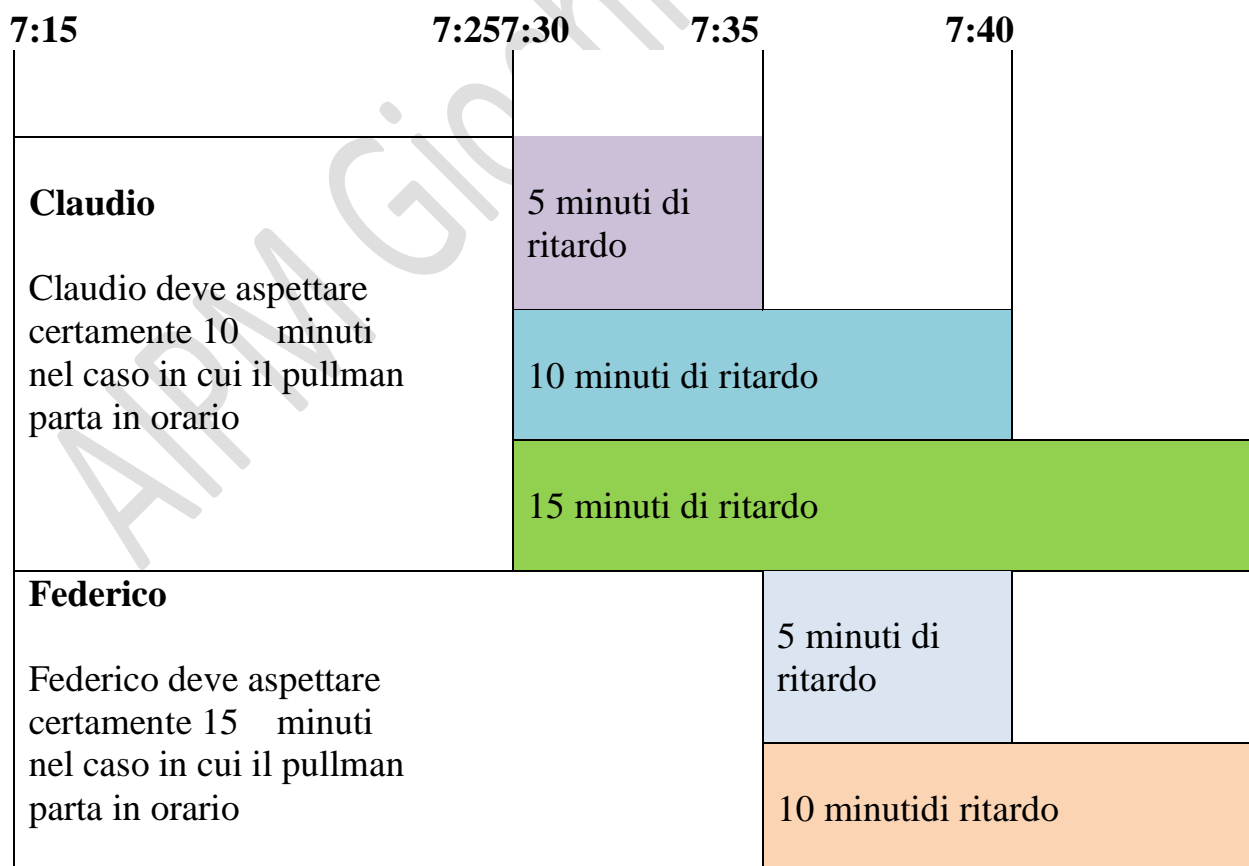 7:15 7:257:30 7:35 7:40
Claudio
Claudio deve aspettare
certamente 10 minuti
nel caso in cui il pullman
parta in orario
5 minuti di
ritardo
10 minuti di ritardo
15 minuti di ritardo
Federico
Federico deve aspettare
certamente 15 minuti
nel caso in cui il pullman
parta in orario
5 minuti di
ritardo
10 minutidi ritardo
AIPM Gioch